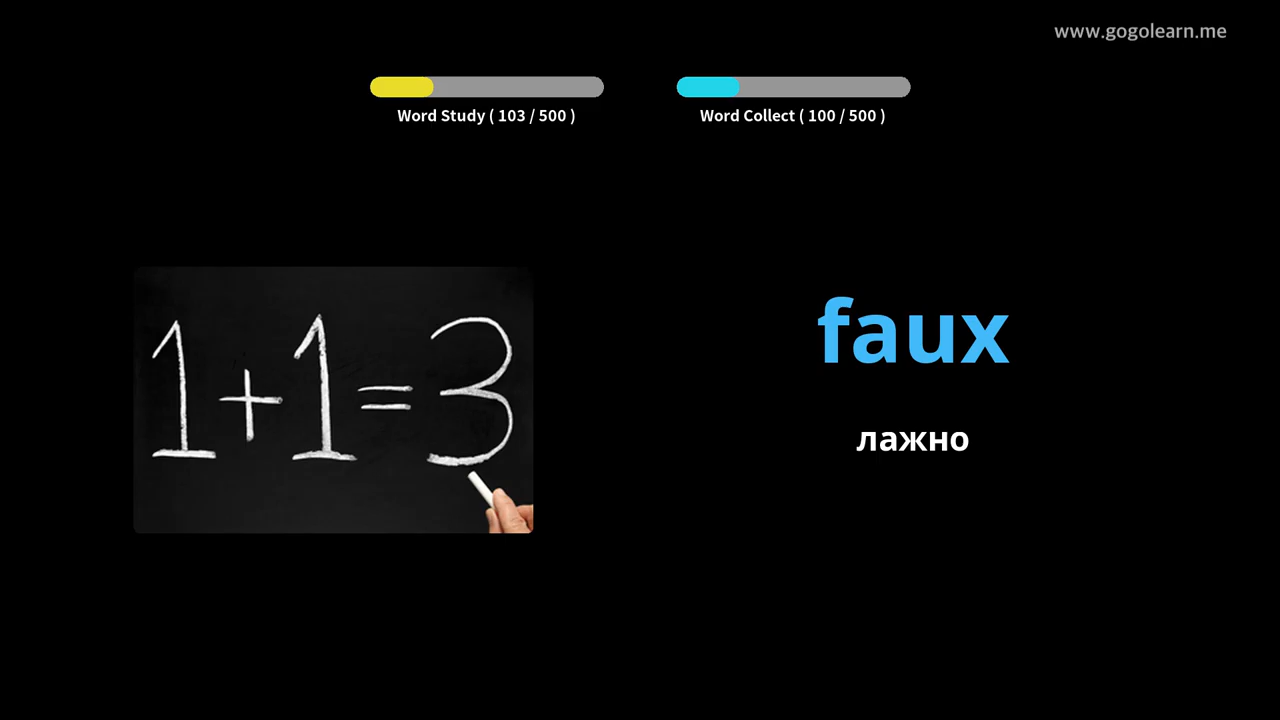 www.gogolearn.me
Word Study ( 103 / 500 )
Word Collect ( 100 / 500 )
1+1=3
faux
лажно